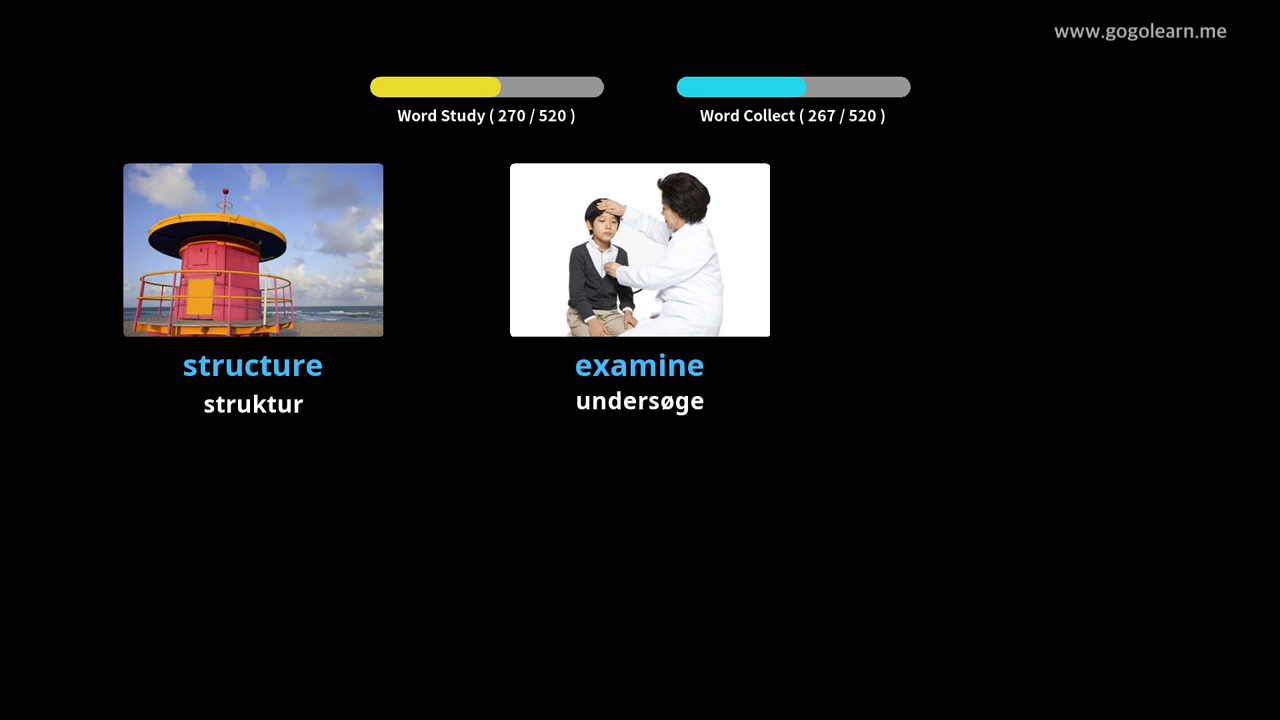 www.gogolearn.me
Word Study ( 270 / 520 )
Word Collect ( 267 / 520 )
structure
struktur
examine
undersøge